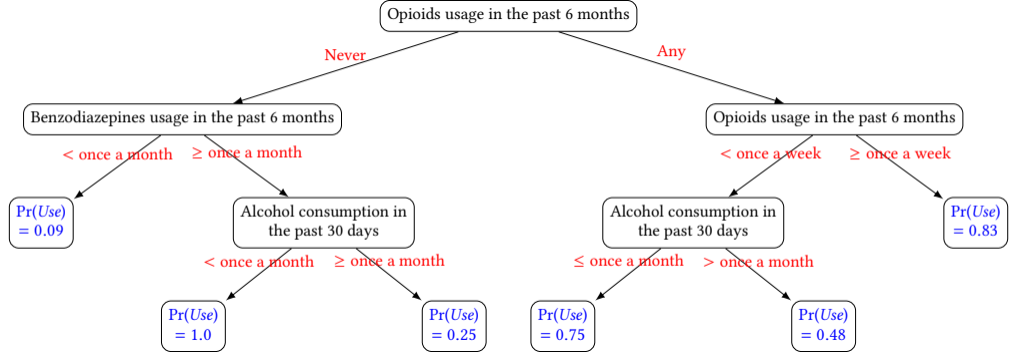 Opioids usage in the past 6 months
Never
Any
Benzodiazepines usage in the past 6 months
Opioids usage in the past 6 months
< once a month
≥ once a month
< once a week
≥ once a week
Pr(Use)
= 0.09
Alcohol consumption in
the past 30 days
Alcohol consumption in
the past 30 days
Pr(Use)
= 0.83
< once a month
≥ once a month
≤ once a month
> once a month
Pr(Use)
= 1.0
Pr(Use)
= 0.25
Pr(Use)
= 0.75
Pr(Use)
= 0.48